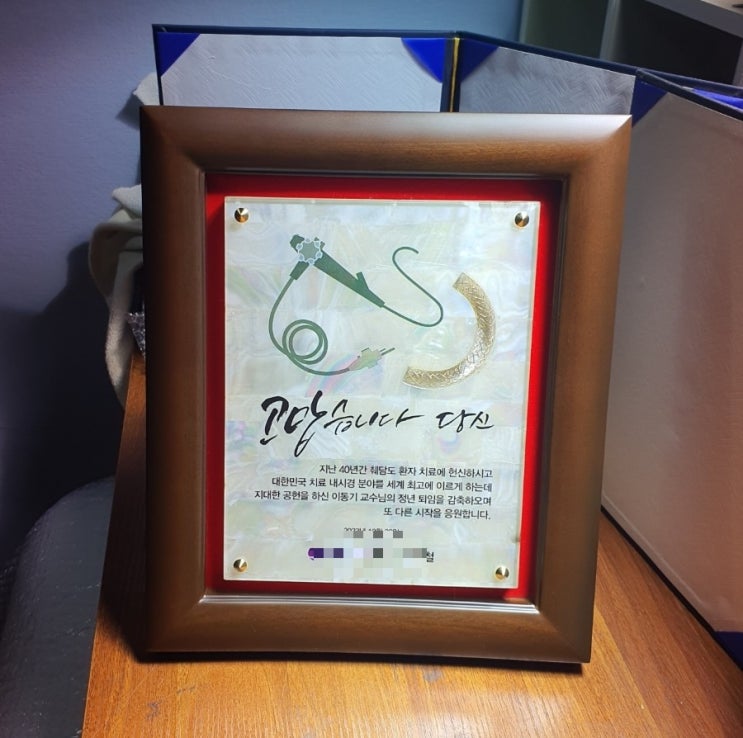 고맙습니다 당신
지난 40년간 췌담도 환자 치료에 헌신하시고
대한민국 치료 내시경 분야를 세계 최고에 이르게 하는데
지대한 공헌을 하신 이동기 교수님의 정년 퇴임을 감축하오며
또 다른 시작을 응원합니다.
철